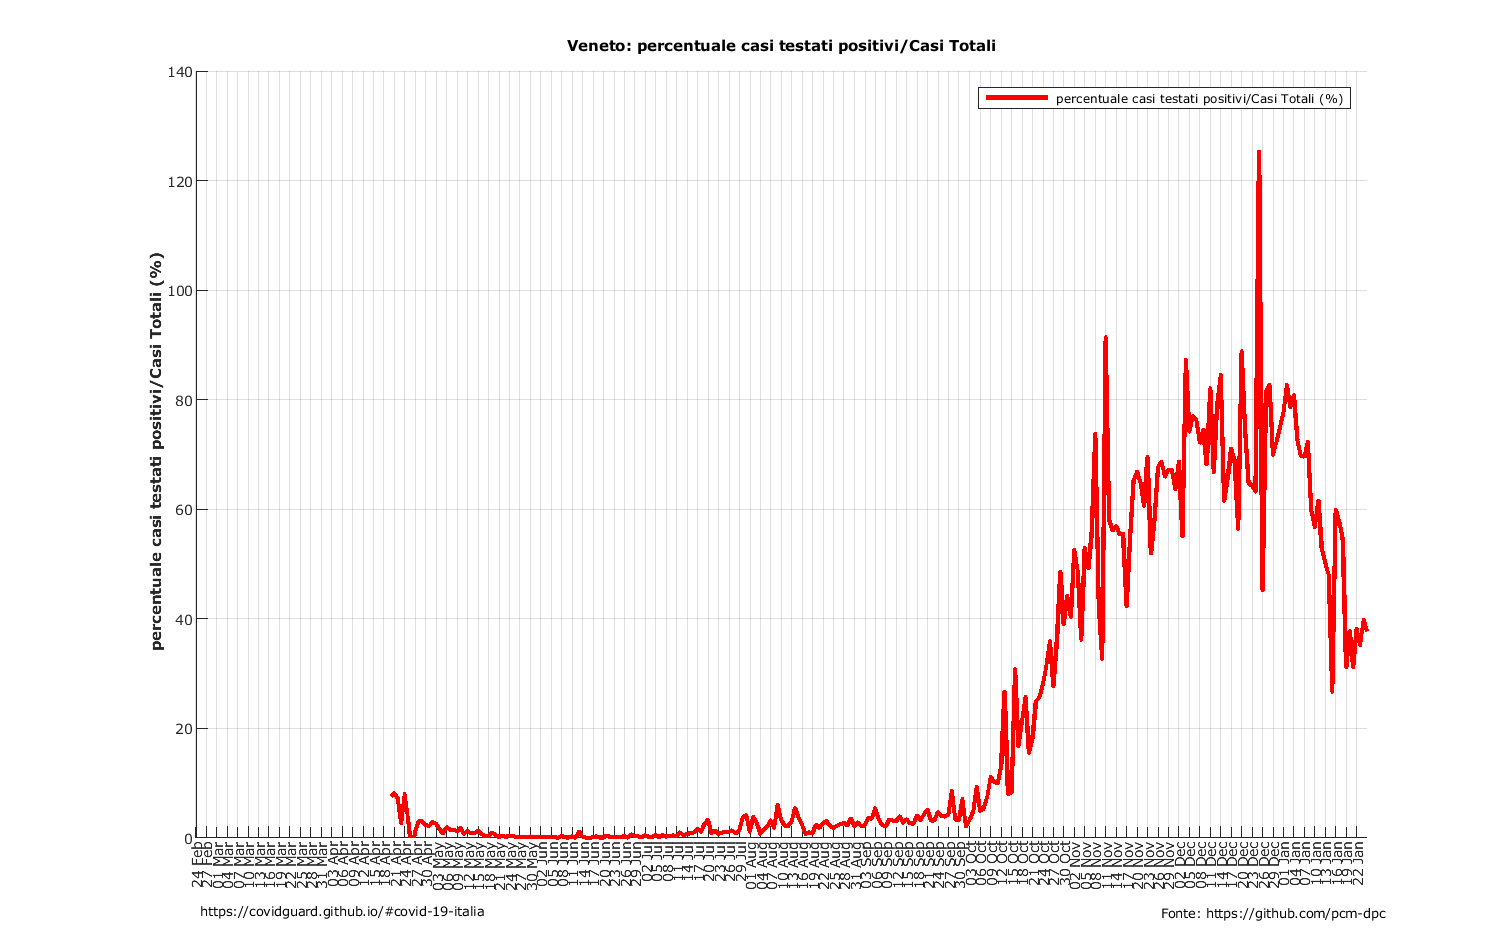 Veneto: percentuale casi testati positivi/Casi Totali
percentuale casi testati positivi/Casi Totali (%)
percentuale casi testati positivi/Casi Totali (%)
140
120
100
80
60
40
20
0
24 Feb
27 Feb
01 Mar
04 Mar
07 Mar
10 Mar
13 Mar
16 Mar
19 Mar
22 Mar
25 Mar
28 Mar
31 Mar
03 Apr
06 Apr
09 Apr
12 Apr
15 Apr
18 Apr
21 Apr
24 Apr
27 Apr
30 Apr
03 May
06 May
09 May
12 May
15 May
18 May
21 May
24 May
27 May
30 May
02 Jun
05 Jun
08 Jun
11 Jun
14 Jun
17 Jun
20 Jun
23 Jun
26 Jun
29 Jun
02 Jul
05 Jul
08 Jul
11 Jul
14 Jul
17 Jul
20 Jul
23 Jul
26 Jul
29 Jul
01 Aug
04 Aug
07 Aug
10 Aug
13 Aug
16 Aug
19 Aug
22 Aug
25 Aug
28 Aug
31 Aug
03 Sep
06 Sep
09 Sep
12 Sep
15 Sep
18 Sep
21 Sep
24 Sep
27 Sep
30 Sep
03 Oct
06 Oct
09 Oct
12 Oct
15 Oct
18 Oct
21 Oct
24 Oct
27 Oct
30 Oct
02 Nov
05 Nov
08 Nov
11 Nov
14 Nov
17 Nov
20 Nov
23 Nov
26 Nov
29 Nov
02 Dec
05 Dec
08 Dec
11 Dec
14 Dec
17 Dec
20 Dec
23 Dec
26 Dec
29 Dec
01 Jan
04 Jan
07 Jan
10 Jan
13 Jan
16 Jan
19 Jan
22 Jan
https://covidguard.github.io/#covid-19-italia
Fonte: https://github.com/pcm-dpc